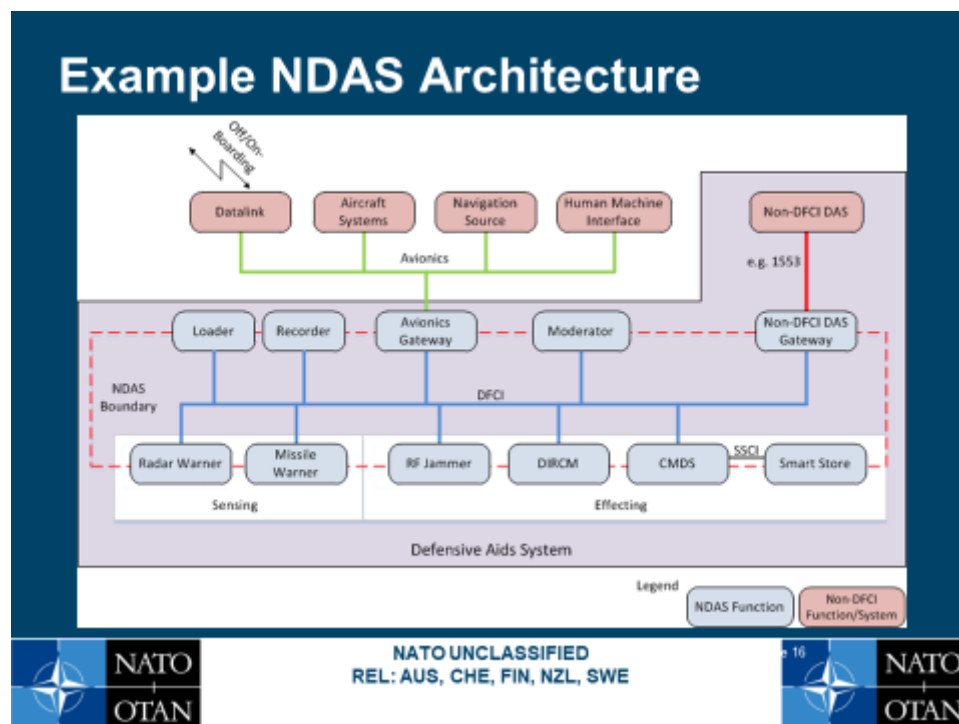 Example NDAS Architecture
Off/On-
Boarding
Datalink
Aircraft
Systems
Navigation
Source
Human Machine
Interface
Non-DFCI DAS
Avionics
e.g. 1553
Loader
Recorder
Avionics
Gateway
Moderator
Non-DFCI DAS
Gateway
NDAS
Boundary
DFCI
Radar Warner
Missile
Warner
RF Jammer
DIRCM
CMDS
SSCI
Smart Store
Sensing
Effecting
Defensive Aids System
Legend
NDAS Function
Non-DFCI
Function/System
NATO
OTAN
NATO UNCLASSIFIED
REL: AUS, CHE, FIN, NZL, SWE
16
NATO
OTAN